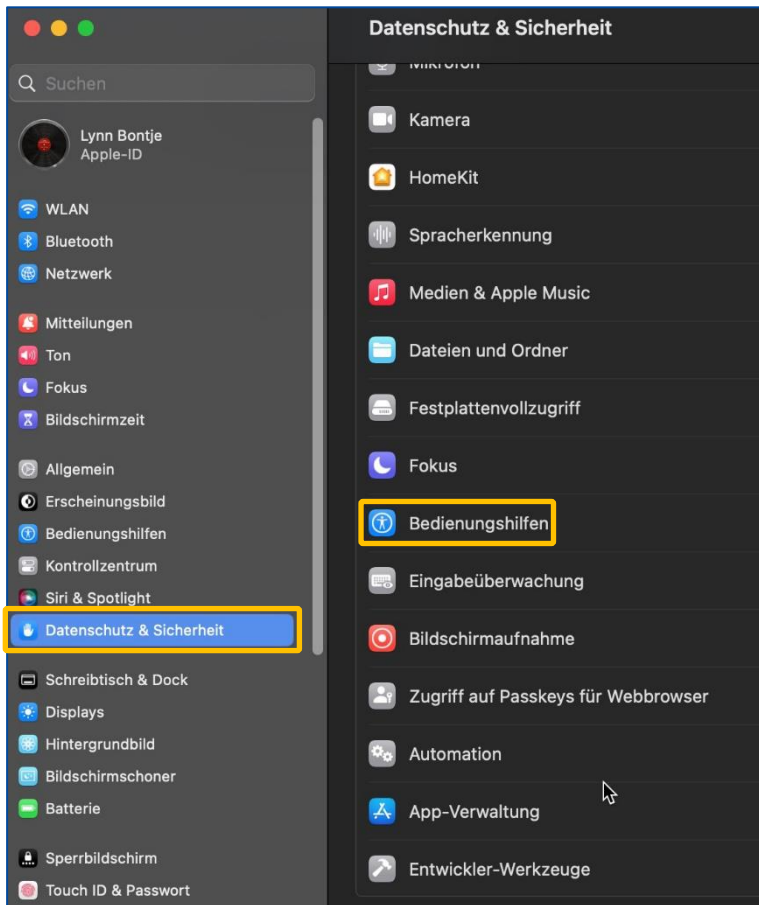 Datenschutz & Sicherheit
Suchen
Lynn Bontje
Apple-ID
WLAN
Bluetooth
Netzwerk
Mitteilungen
Ton
Fokus
Bildschirmzeit
Allgemein
Erscheinungsbild
Bedienungshilfen
Kontrollzentrum
Siri & Spotlight
Datenschutz & Sicherheit
Schreibtisch & Dock
Displays
Hintergrundbild
Bildschirmschoner
Batterie
Sperrbildschirm
Touch ID & Passwort
Mikrofon
Kamera
HomeKit
Spracherkennung
Medien & Apple Music
Dateien und Ordner
Festplattenvollzugriff
Fokus
Bedienungshilfen
Eingabeüberwachung
Bildschirmaufnahme
Zugriff auf Passkeys für Webbrowser
Automation
App-Verwaltung
Entwickler-Werkzeuge